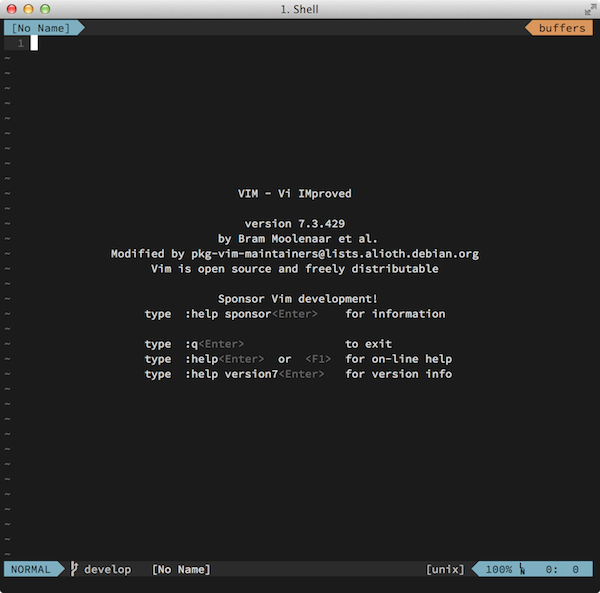 1. Shell
[No Name] buffers
1
~
~
~
~
~
~
~
~
~
~ VIM - Vi IMproved
~
~ version 7.3.429
~ by Bram Moolenaar et al.
~ Modified by pkg-vim-maintainers@lists.alioth.debian.org
~ Vim is open source and freely distributable
~
~ Sponsor Vim development!
~ type :help sponsor<Enter> for information
~
~ type :q<Enter> to exit
~ type :help<Enter> or <F1> for on-line help
~ type :help version7<Enter> for version info
~
~
~
~
~
~
~
~
~
~
~
~
NORMAL develop [No Name] [unix] 100% LN 0: 0